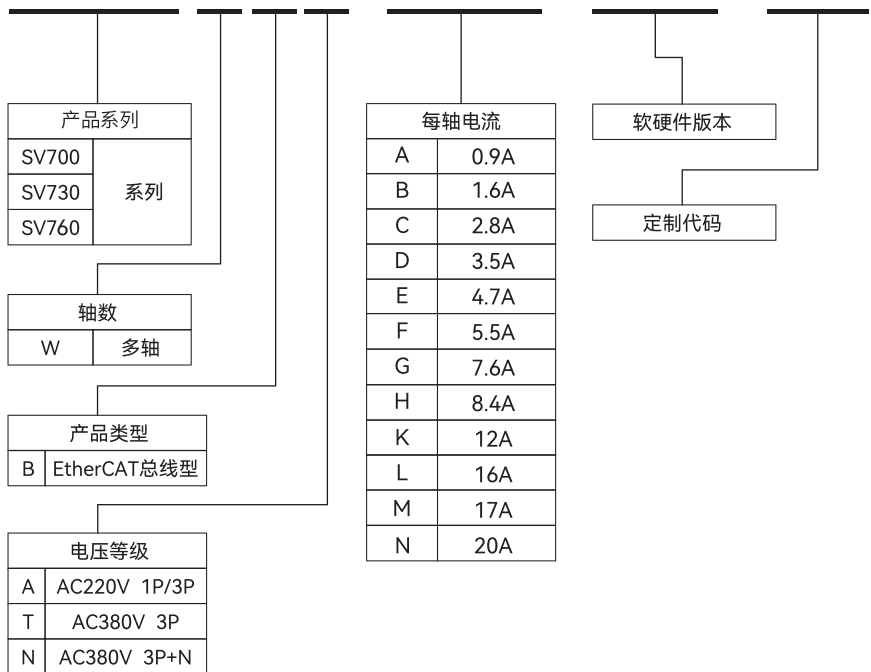 产品系列
SV700
SV730
SV760
系列
轴数
W 多轴
产品类型
B EtherCAT总线型
电压等级
A AC220V 1P/3P
T AC380V 3P
N AC380V 3P+N
每轴电流
A 0.9A
B 1.6A
C 2.8A
D 3.5A
E 4.7A
F 5.5A
G 7.6A
H 8.4A
K 12A
L 16A
M 17A
N 20A
软硬件版本
定制代码